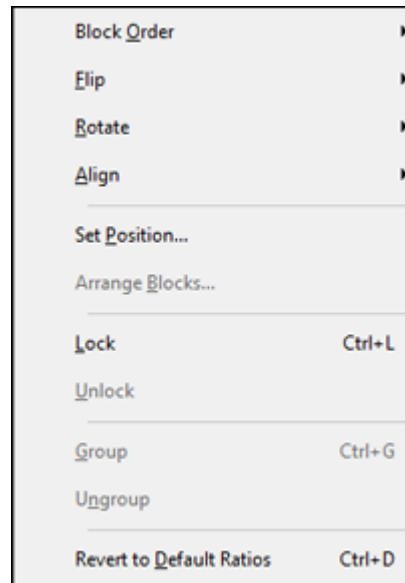 Block Order
Flip
Rotate
Align
Set Position...
Arrange Blocks...
Lock Ctrl+L
Unlock
Group Ctrl+G
Ungroup
Revert to Default Ratios Ctrl+D